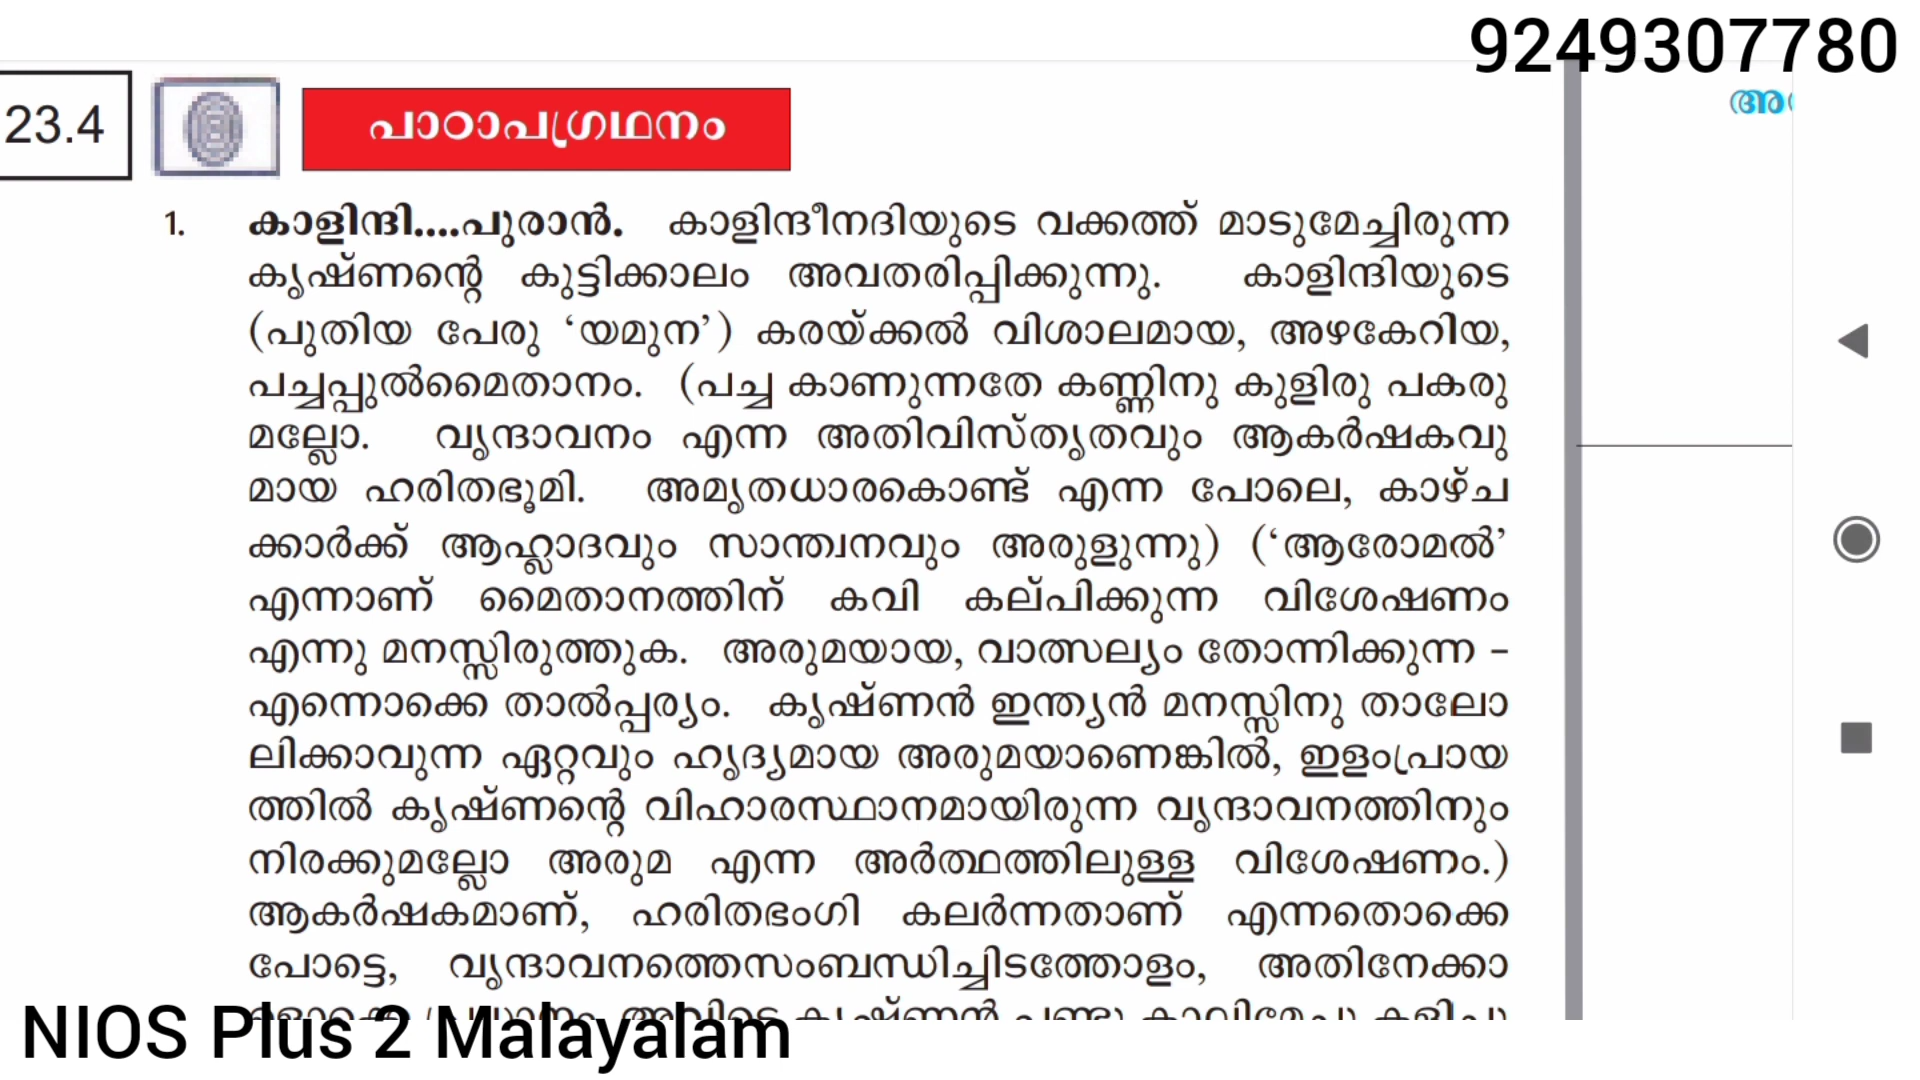 9249307780
അ
23.4
പാഠാപഗ്രഥനം
1. കാളിന്ദി....പുരാൻ. കാളിന്ദീനദിയുടെ വക്കത്ത് മാടുമേച്ചിരുന്ന
കൃഷ്ണന്റെ കുട്ടിക്കാലം അവതരിപ്പിക്കുന്നു. കാളിന്ദിയുടെ
(പുതിയ പേരു ‘യമുന’) കരയ്ക്കൽ വിശാലമായ, അഴകേറിയ,
പച്ചപ്പുൽമൈതാനം. (പച്ച കാണുന്നതേ കണ്ണിനു കുളിരു പകരു
മല്ലോ. വൃന്ദാവനം എന്ന അതിവിസ്തൃതവും ആകർഷകവു
മായ ഹരിതഭൂമി. അമൃതധാരകൊണ്ട് എന്ന പോലെ, കാഴ്ച
ക്കാർക്ക് ആഹ്ലാദവും സാന്ത്വനവും അരുളുന്നു) (‘ആരോമൽ’
എന്നാണ് മൈതാനത്തിന് കവി കല്പിക്കുന്ന വിശേഷണം
എന്നു മനസ്സിരുത്തുക. അരുമയായ, വാത്സല്യം തോന്നിക്കുന്ന –
എന്നൊക്കെ താൽപ്പര്യം. കൃഷ്ണൻ ഇന്ത്യൻ മനസ്സിനു താലോ
ലിക്കാവുന്ന ഏറ്റവും ഹൃദ്യമായ അരുമയാണെങ്കിൽ, ഇളംപ്രായ
ത്തിൽ കൃഷ്ണന്റെ വിഹാരസ്ഥാനമായിരുന്ന വൃന്ദാവനത്തിനും
നിരക്കുമല്ലോ അരുമ എന്ന അർത്ഥത്തിലുള്ള വിശേഷണം.)
ആകർഷകമാണ്, ഹരിതഭംഗി കലർന്നതാണ് എന്നതൊക്കെ
പോട്ടെ, വൃന്ദാവനത്തെസംബന്ധിച്ചിടത്തോളം, അതിനേക്കാ
NIOS Plus 2 Malayalam